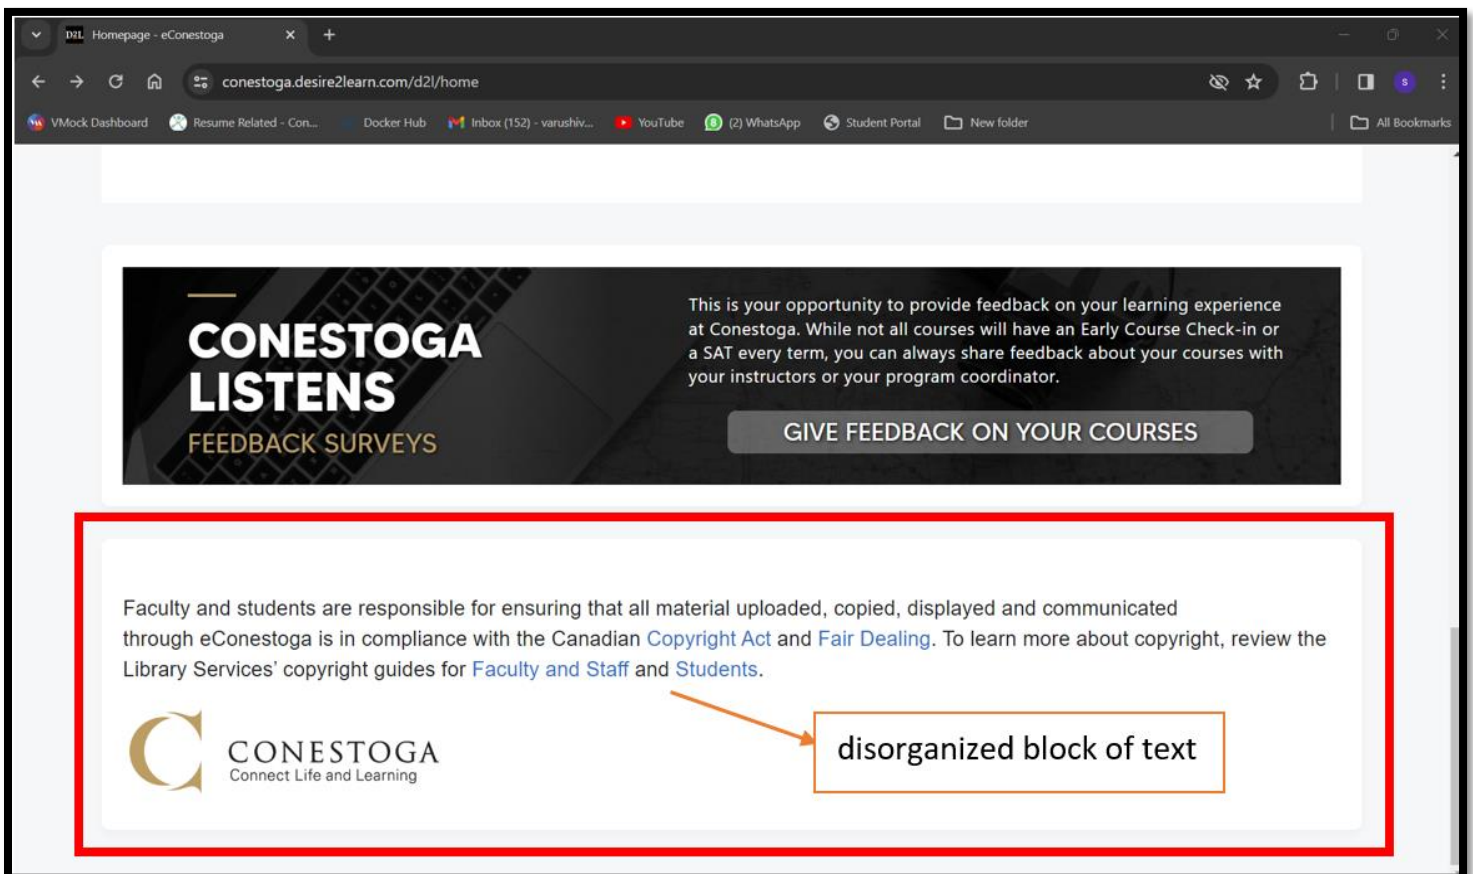 D2L Homepage - eConestoga
conestoga.desire2learn.com/d2l/home
S
VMock Dashboard Resume Related - Con... Docker Hub Inbox (152) - varushiv... YouTube (2) WhatsApp Student Portal New folder All Bookmarks
CONESTOGA
LISTENS
FEEDBACK SURVEYS
This is your opportunity to provide feedback on your learning experience
at Conestoga. While not all courses will have an Early Course Check-in or
a SAT every term, you can always share feedback about your courses with
your instructors or your program coordinator.
GIVE FEEDBACK ON YOUR COURSES
Faculty and students are responsible for ensuring that all material uploaded, copied, displayed and communicated
through eConestoga is in compliance with the Canadian Copyright Act and Fair Dealing. To learn more about copyright, review the
Library Services’ copyright guides for Faculty and Staff and Students.
C CONESTOGA
Connect Life and Learning
disorganized block of text